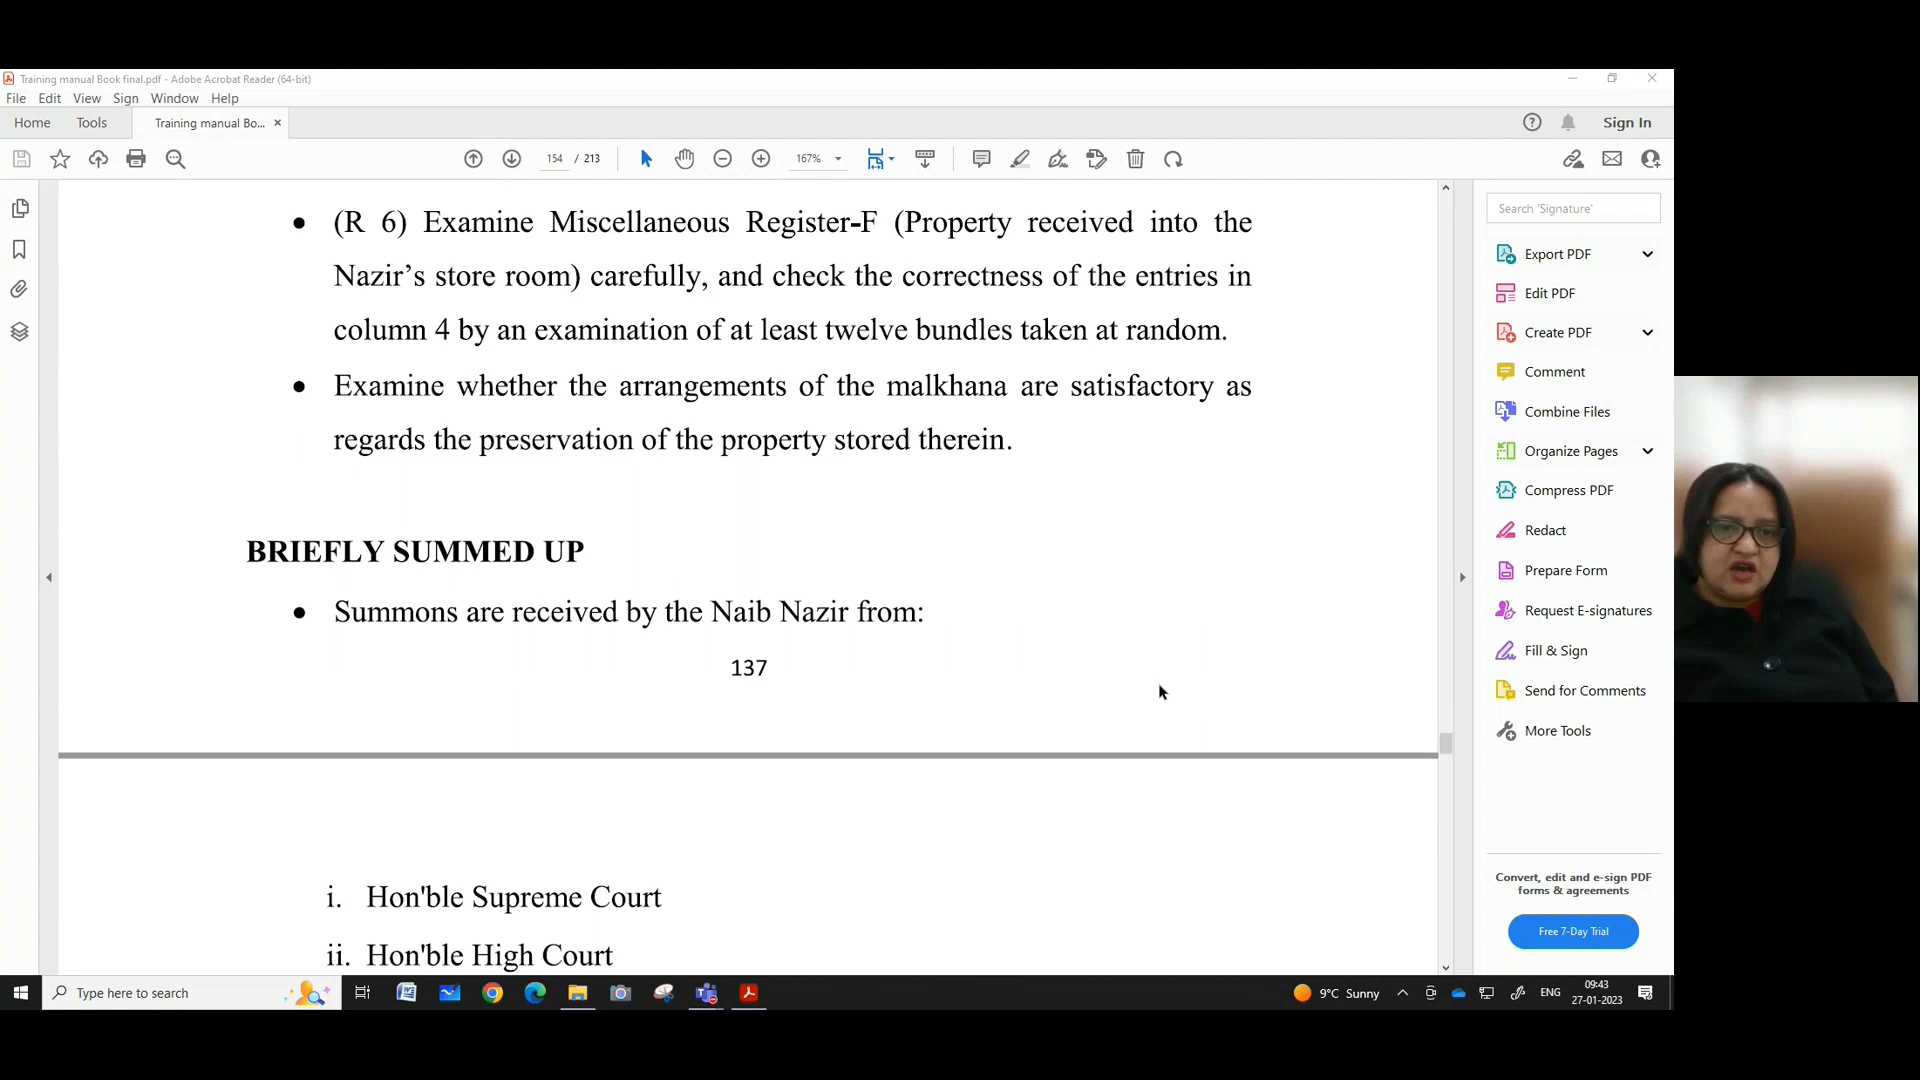 Training manual Book final.pdf - Adobe Acrobat Reader (64-bit)
File Edit View Sign Window Help
Home Tools Training manual Bo... × Sign In
154 / 213 167%
• (R 6) Examine Miscellaneous Register-F (Property received into the
Nazir’s store room) carefully, and check the correctness of the entries in
column 4 by an examination of at least twelve bundles taken at random.
• Examine whether the arrangements of the malkhana are satisfactory as
regards the preservation of the property stored therein.
BRIEFLY SUMMED UP
• Summons are received by the Naib Nazir from:
137
i. Hon'ble Supreme Court
ii. Hon'ble High Court
Search 'Signature'
Export PDF
Edit PDF
Create PDF
Comment
Combine Files
Organize Pages
Compress PDF
Redact
Prepare Form
Request E-signatures
Fill & Sign
Send for Comments
More Tools
Convert, edit and e-sign PDF
forms & agreements
Free 7-Day Trial
Type here to search
9°C Sunny
ENG
09:43
27-01-2023